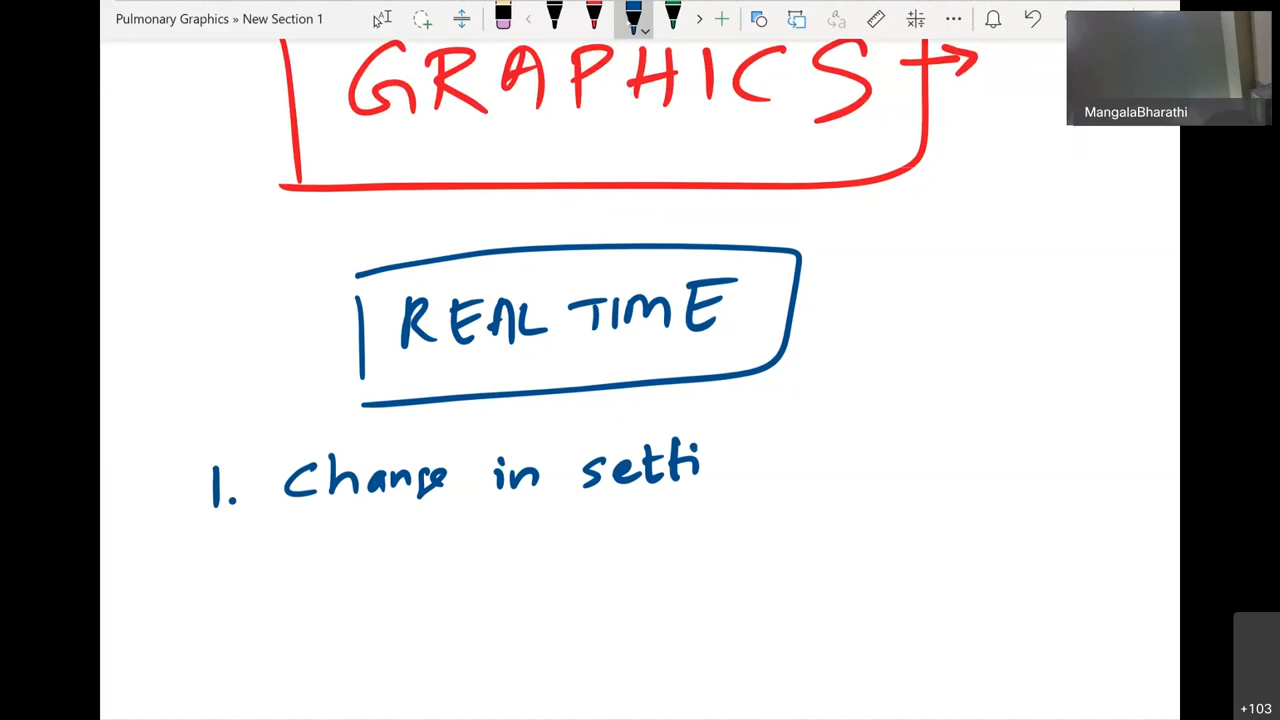 Pulmonary Graphics » New Section 1
MangalaBharathi
GRAPHICS
REAL TIME
1. Change in setti
+103